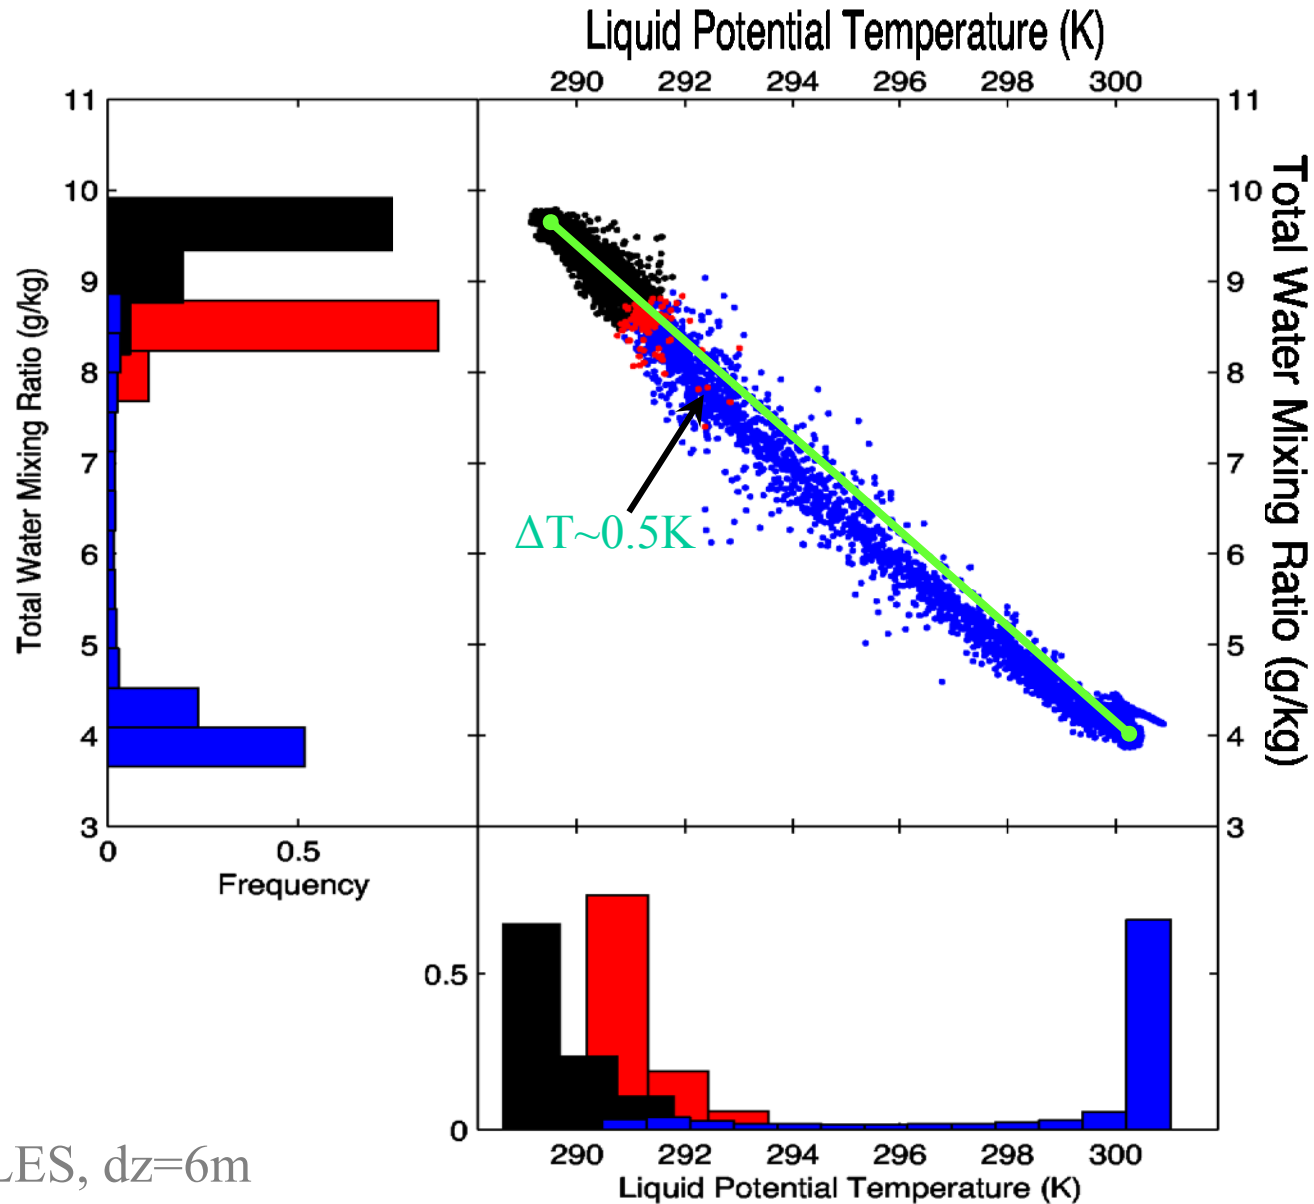 Liquid Potential Temperature (K)
290 292 294 296 298 300
11 11
10 10
9 9
8 8
7 7
6 6
5 5
4 4
3 3
Total Water Mixing Ratio (g/kg)
Total Water Mixing Ratio (g/kg)
ΔT~0.5K
0 0.5
Frequency
0.5
0
290 292 294 296 298 300
Liquid Potential Temperature (K)
LES, dz=6m